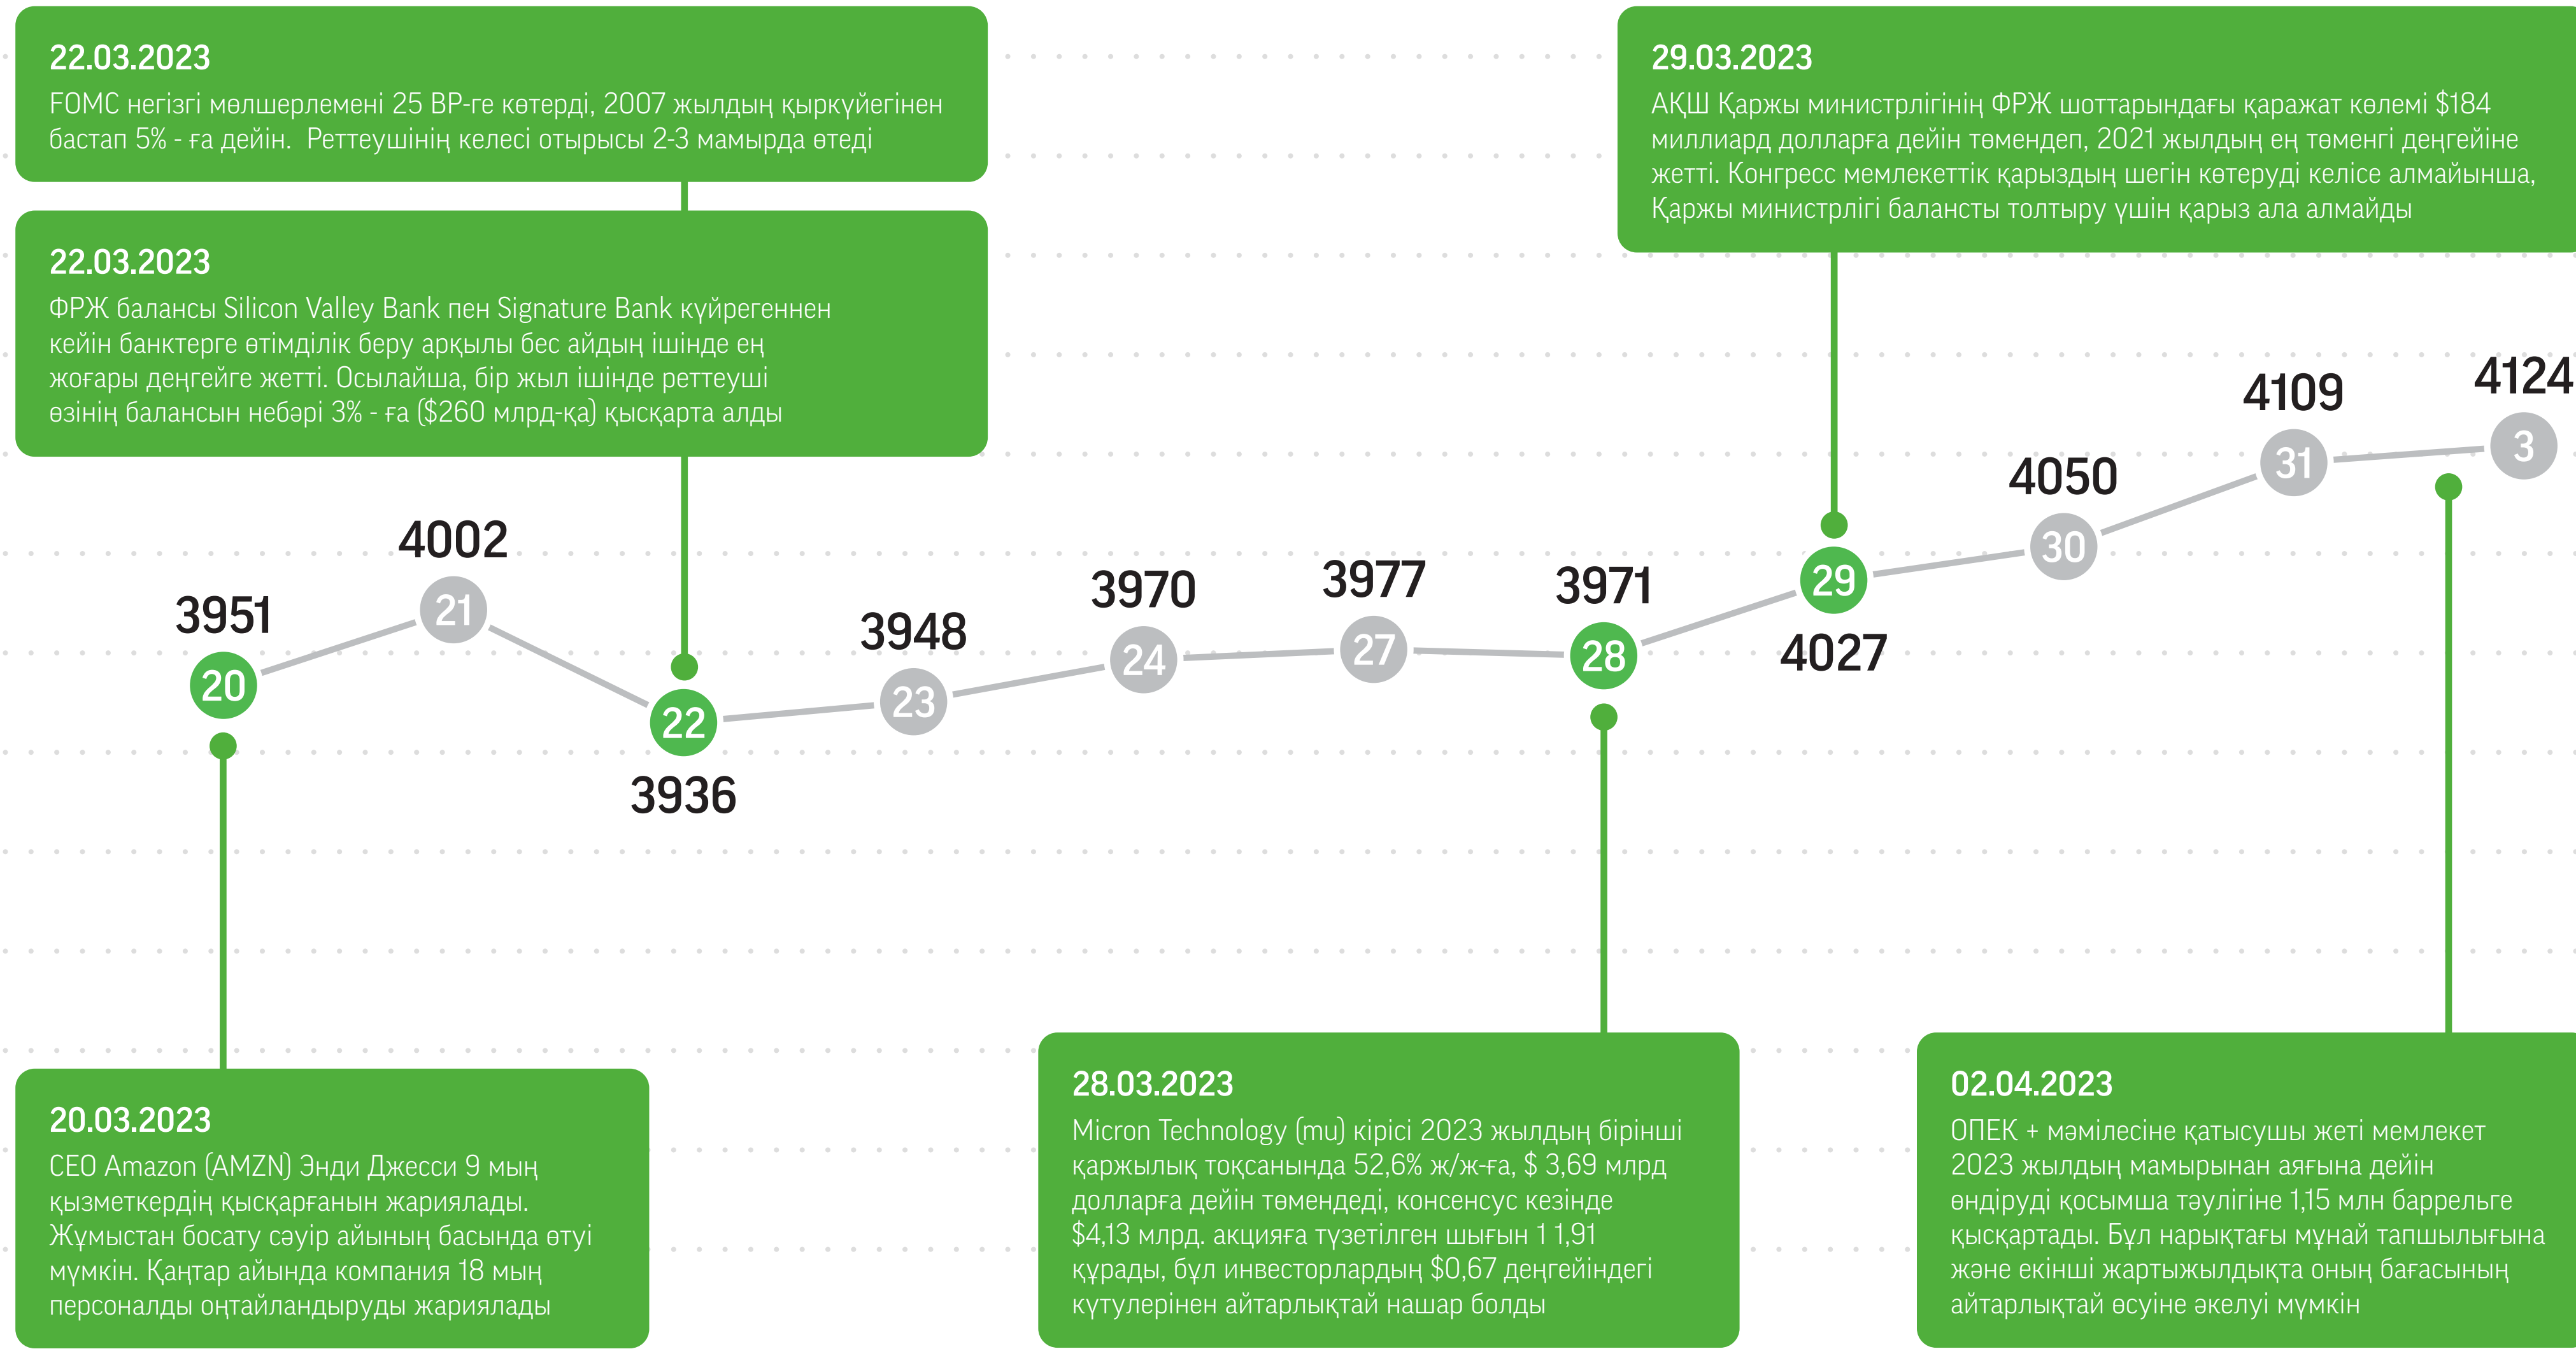 22.03.2023
FOMC негізгі мөлшерлемені 25 BP-ге көтерді, 2007 жылдың қыркүйегінен
бастап 5% - ға дейін.  Реттеушінің келесі отырысы 2-3 мамырда өтеді
22.03.2023
ФРЖ балансы Silicon Valley Bank пен Signature Bank күйрегеннен
кейін банктерге өтімділік беру арқылы бес айдың ішінде ең
жоғары деңгейге жетті. Осылайша, бір жыл ішінде реттеуші
өзінің балансын небәрі 3% - ға ($260 млрд-қа) қысқарта алды
29.03.2023
АҚШ Қаржы министрлігінің ФРЖ шоттарындағы қаражат көлемі $184
миллиард долларға дейін төмендеп, 2021 жылдың ең төменгі деңгейіне
жетті. Конгресс мемлекеттік қарыздың шегін көтеруді келісе алмайынша,
Қаржы министрлігі балансты толтыру үшін қарыз ала алмайды
3951
20
4002
21
22
3936
3948
23
3970
24
3977
27
3971
28
29
4027
4050
30
4109
31
4124
3
20.03.2023
CEO Amazon (AMZN) Энди Джесси 9 мың
қызметкердің қысқарғанын жариялады.
Жұмыстан босату сәуір айының басында өтуі
мүмкін. Қаңтар айында компания 18 мың
персоналды оңтайландыруды жариялады
28.03.2023
Micron Technology (mu) кірісі 2023 жылдың бірінші
қаржылық тоқсанында 52,6% ж/ж-ға, $ 3,69 млрд
долларға дейін төмендеді, консенсус кезінде
$4,13 млрд. акцияға түзетілген шығын 1 1,91
құрады, бұл инвесторлардың $0,67 деңгейіндегі
күтулерінен айтарлықтай нашар болды
02.04.2023
ОПЕК + мәмілесіне қатысушы жеті мемлекет
2023 жылдың мамырынан аяғына дейін
өндіруді қосымша тәулігіне 1,15 млн баррельге
қысқартады. Бұл нарықтағы мұнай тапшылығына
және екінші жартыжылдықта оның бағасының
айтарлықтай өсуіне әкелуі мүмкін